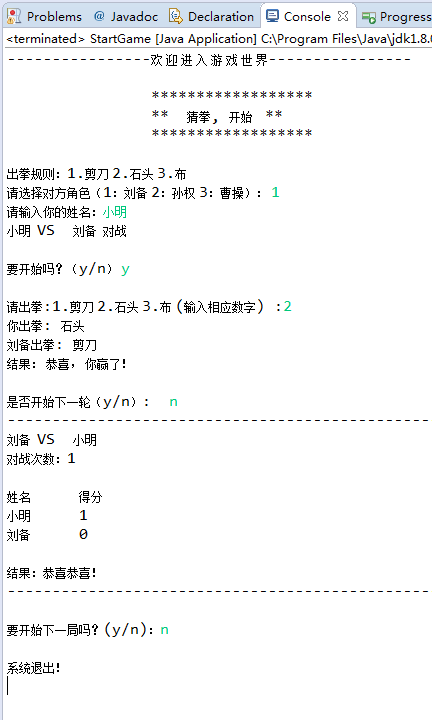 Problems @ Javadoc Declaration Console Progress
<terminated> StartGame [Java Application] C:\Program Files\Java\jdk1.8.0
----------------欢迎进入游戏世界----------------
******************
** 猜拳, 开始 **
******************
出拳规则：1.剪刀 2.石头 3.布
请选择对方角色（1：刘备 2：孙权 3：曹操）： 1
请输入你的姓名：小明
小明 VS 刘备 对战
要开始吗？（y/n）y
请出拳:1.剪刀 2.石头 3.布 (输入相应数字) :2
你出拳: 石头
刘备出拳: 剪刀
结果: 恭喜，你赢了!
是否开始下一轮（y/n）: n
------------------------------------------------
刘备 VS 小明
对战次数：1
姓名 得分
小明 1
刘备 0
结果：恭喜恭喜!
------------------------------------------------
要开始下一局吗？(y/n)：n
系统退出!